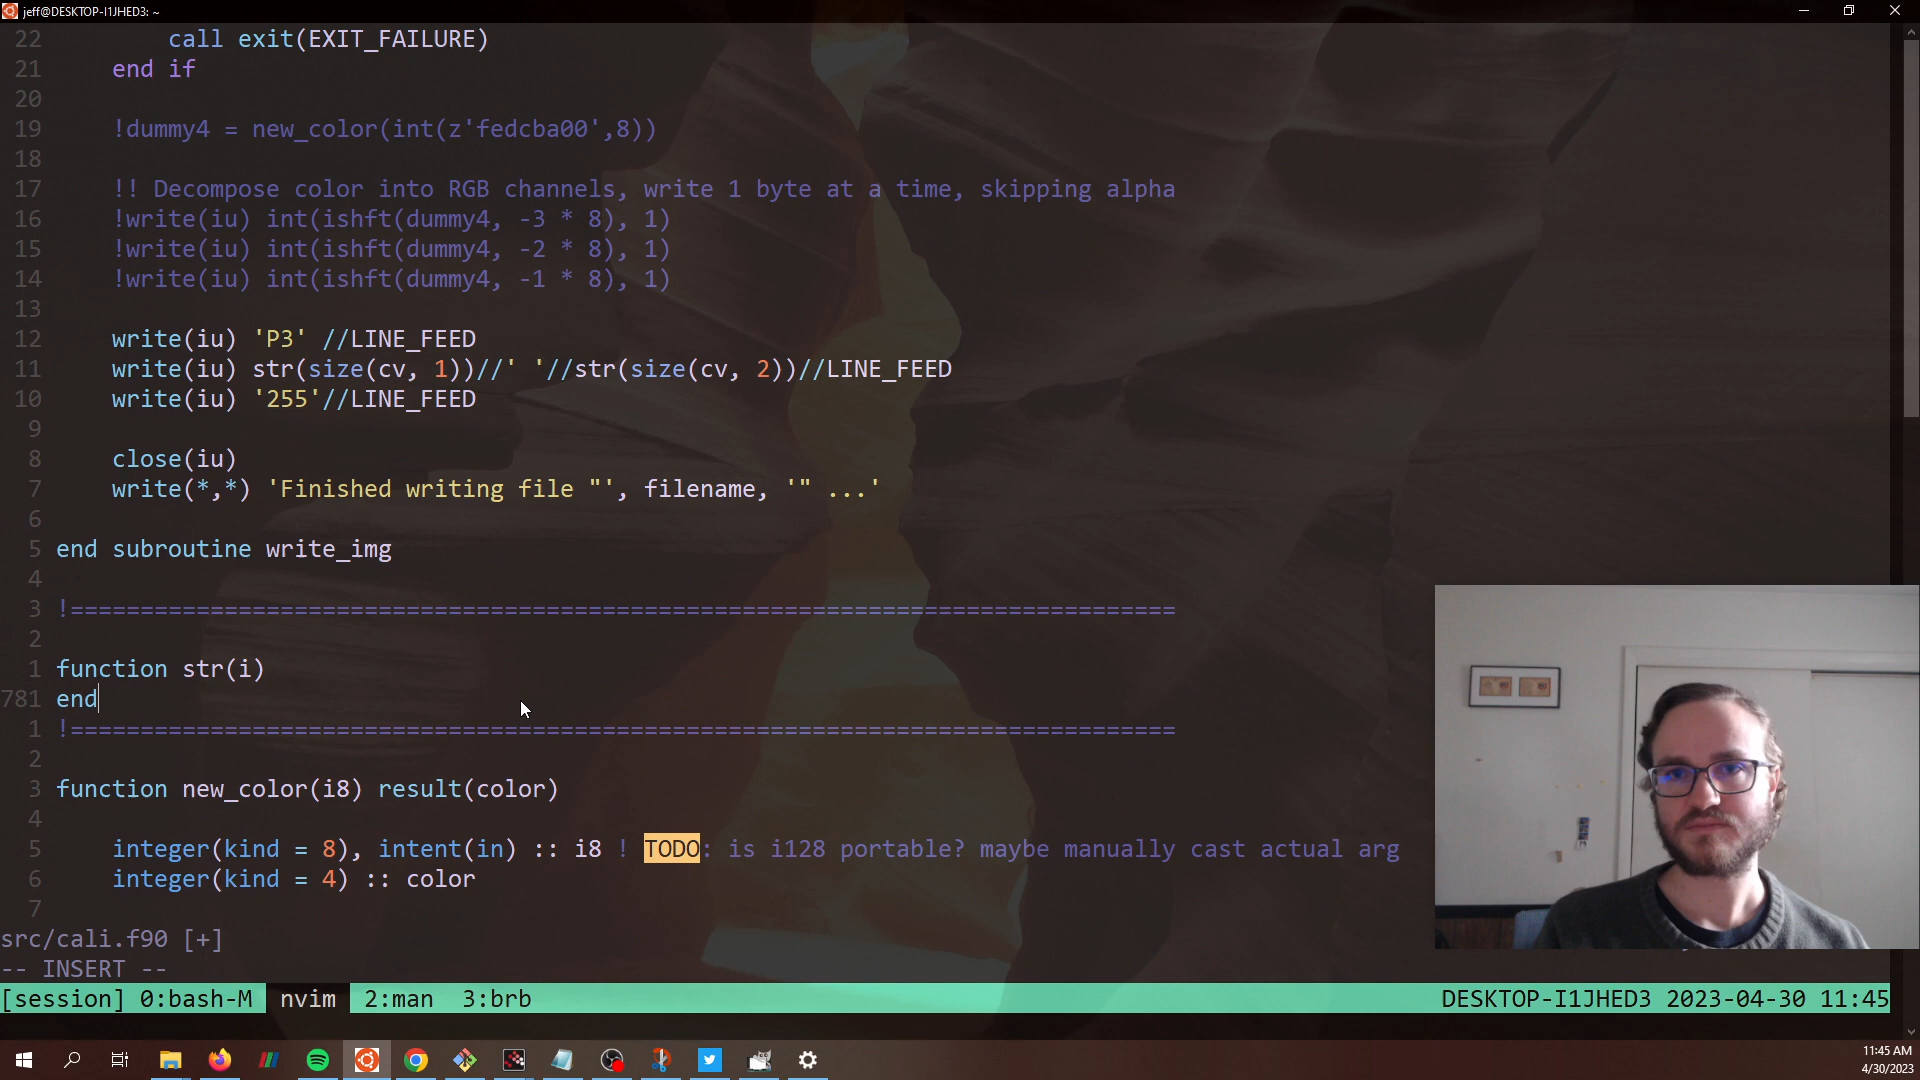 jeff@DESKTOP-I1JHED3: ~
22         call exit(EXIT_FAILURE)
21     end if
20
19     !dummy4 = new_color(int(z'fedcba00',8))
18
17     !! Decompose color into RGB channels, write 1 byte at a time, skipping alpha
16     !write(iu) int(ishft(dummy4, -3 * 8), 1)
15     !write(iu) int(ishft(dummy4, -2 * 8), 1)
14     !write(iu) int(ishft(dummy4, -1 * 8), 1)
13
12     write(iu) 'P3' //LINE_FEED
11     write(iu) str(size(cv, 1))//' '//str(size(cv, 2))//LINE_FEED
10     write(iu) '255'//LINE_FEED
9
8     close(iu)
7     write(*,*) 'Finished writing file "', filename, '" ...'
6
5 end subroutine write_img
4
3 !===============================================================================
2
1 function str(i)
781 end
1 !===============================================================================
2
3 function new_color(i8) result(color)
4
5     integer(kind = 8), intent(in) :: i8 ! TODO: is i128 portable? maybe manually cast actual arg
6     integer(kind = 4) :: color
7
src/cali.f90 [+]
-- INSERT --
[session] 0:bash-M  nvim  2:man  3:brb  DESKTOP-I1JHED3 2023-04-30 11:45
11:45 AM
4/30/2023